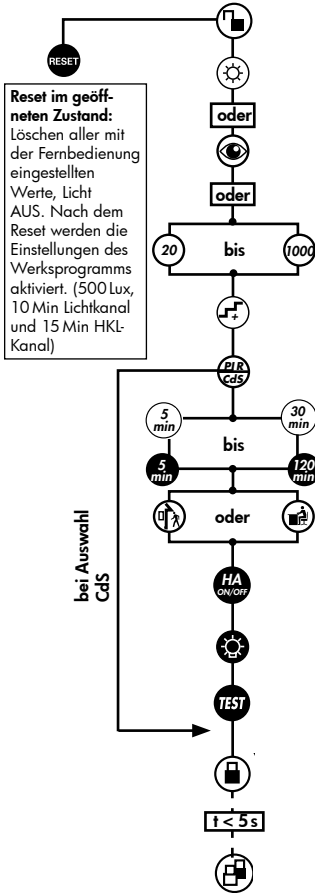 RESET
Reset im geöff-
neten Zustand:
Löschen aller mit
der Fernbedienung
eingestellten
Werte, Licht
AUS. Nach dem
Reset werden die
Einstellungen des
Werksprogramms
aktiviert. (500 Lux,
10 Min Lichtkanal
und 15 Min HKL-
Kanal)
oder
oder
20 bis 1000
+
PIR
CdS
5
min
30
min
bis
5
min
120
min
oder
bei Auswahl
CdS
HA
ON/OFF
TEST
t < 5 s